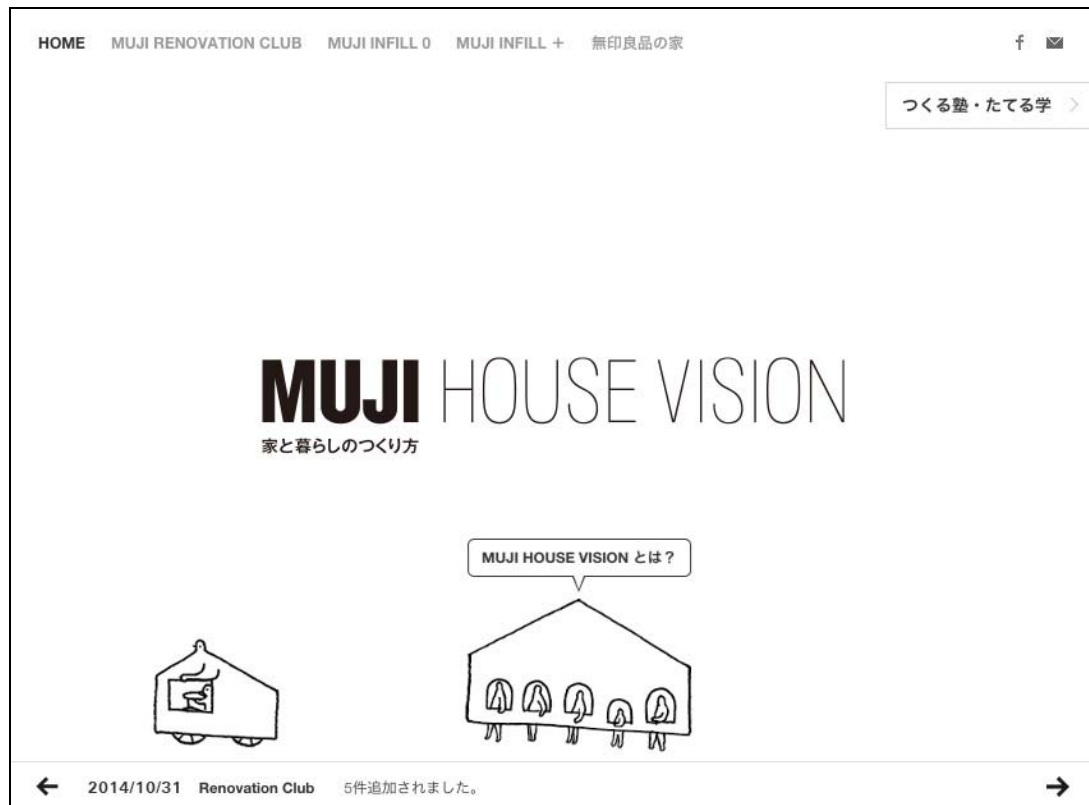 HOME MUJI RENOVATION CLUB MUJI INFILL 0 MUJI INFILL + 無印良品の家 f
つくる塾・たてる学
MUJI HOUSE VISION
家と暮らしのつくり方
MUJI HOUSE VISION とは？
2014/10/31 Renovation Club 5件追加されました。